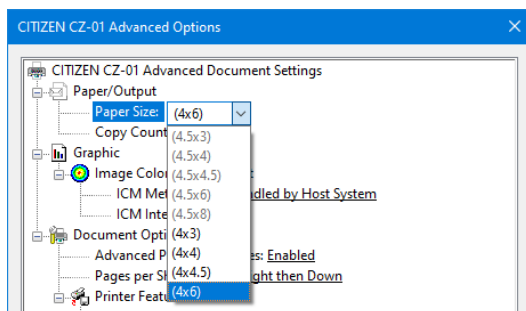 CITIZEN CZ-01 Advanced Options
CITIZEN CZ-01 Advanced Document Settings
Paper/Output
Paper Size: (4x6)
Copy Count
(4.5x3)
Graphic
(4.5x4)
Image Color
(4.5x4.5)
ICM Met
(4.5x6)
ndled by Host System
ICM Inte
(4.5x8)
Document Opti
(4x3)
Advanced P
(4x4)
es: Enabled
Pages per Sh
(4x4.5)
ght then Down
Printer Featu
(4x6)